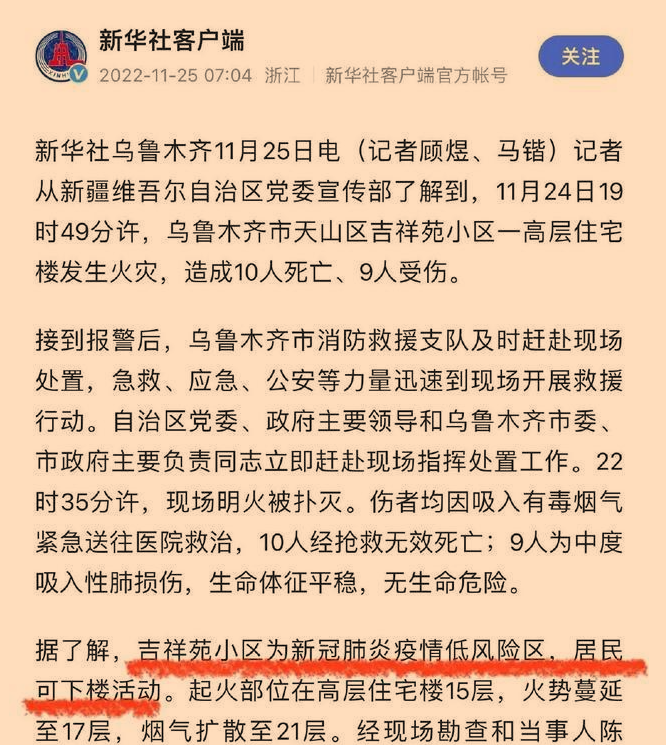 新华社客户端
2022-11-25 07:04 浙江 | 新华社客户端官方帐号
关注
新华社乌鲁木齐11月25日电（记者顾煜、马锴）记者
从新疆维吾尔自治区党委宣传部了解到，11月24日19
时49分许，乌鲁木齐市天山区吉祥苑小区一高层住宅
楼发生火灾，造成10人死亡、9人受伤。
接到报警后，乌鲁木齐市消防救援支队及时赶赴现场
处置，急救、应急、公安等力量迅速到现场开展救援
行动。自治区党委、政府主要领导和乌鲁木齐市委、
市政府主要负责同志立即赶赴现场指挥处置工作。22
时35分许，现场明火被扑灭。伤者均因吸入有毒烟气
紧急送往医院救治，10人经抢救无效死亡；9人为中度
吸入性肺损伤，生命体征平稳，无生命危险。
据了解，吉祥苑小区为新冠肺炎疫情低风险区，居民
可下楼活动。起火部位在高层住宅楼15层，火势蔓延
至17层，烟气扩散至21层。经现场勘查和当事人陈